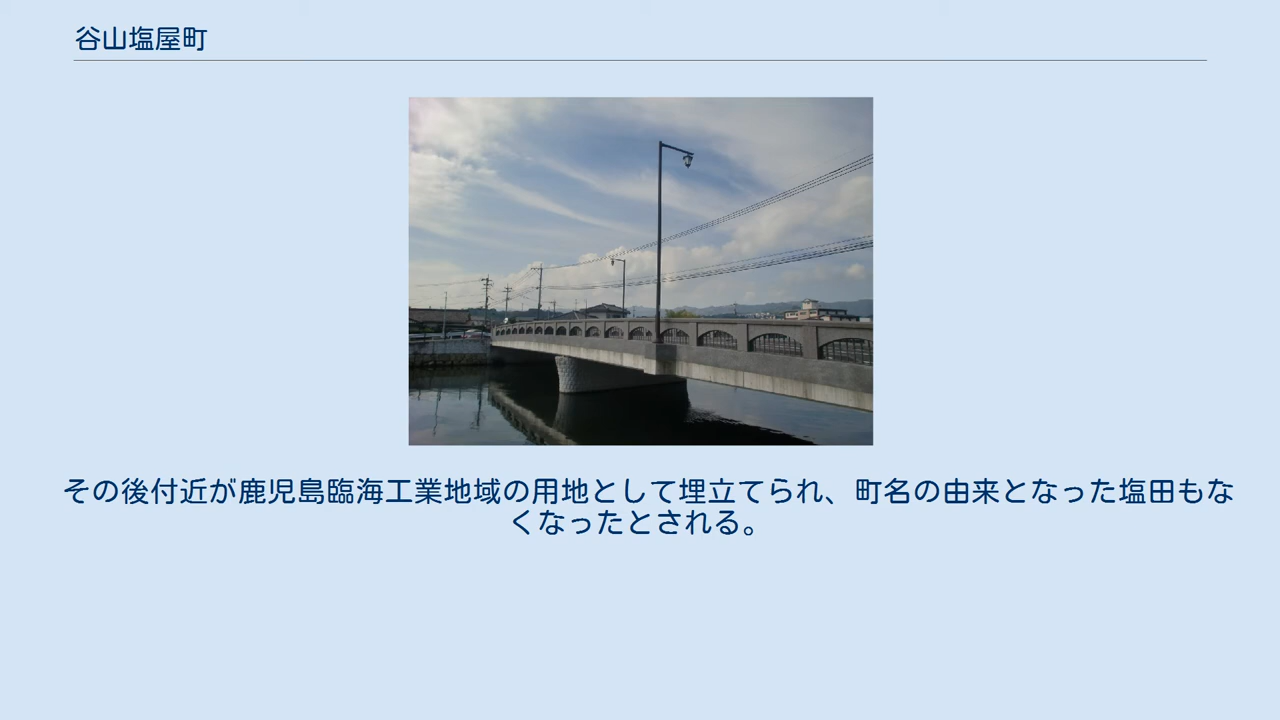 谷山塩屋町
その後付近が鹿児島臨海工業地域の用地として埋立てられ、町名の由来となった塩田もな
くなったとされる。